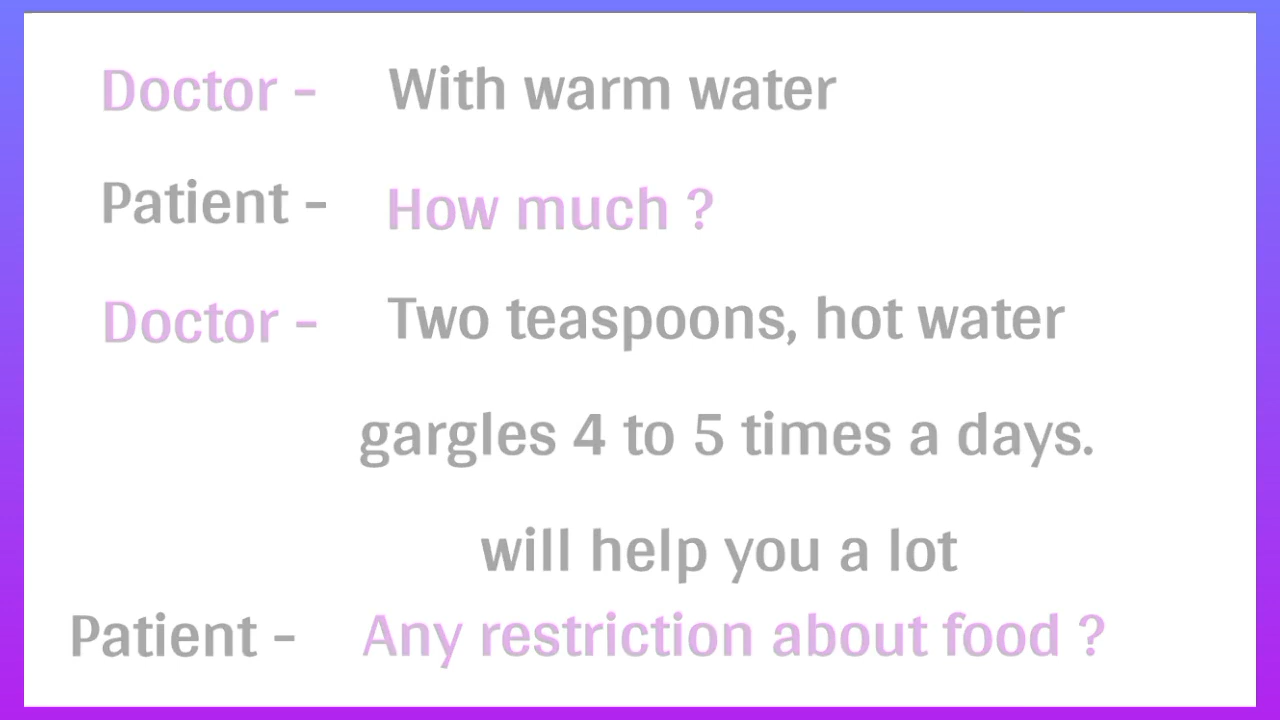 Doctor - With warm water
Patient - How much ?
Doctor - Two teaspoons, hot water
gargles 4 to 5 times a days.
will help you a lot
Patient - Any restriction about food ?